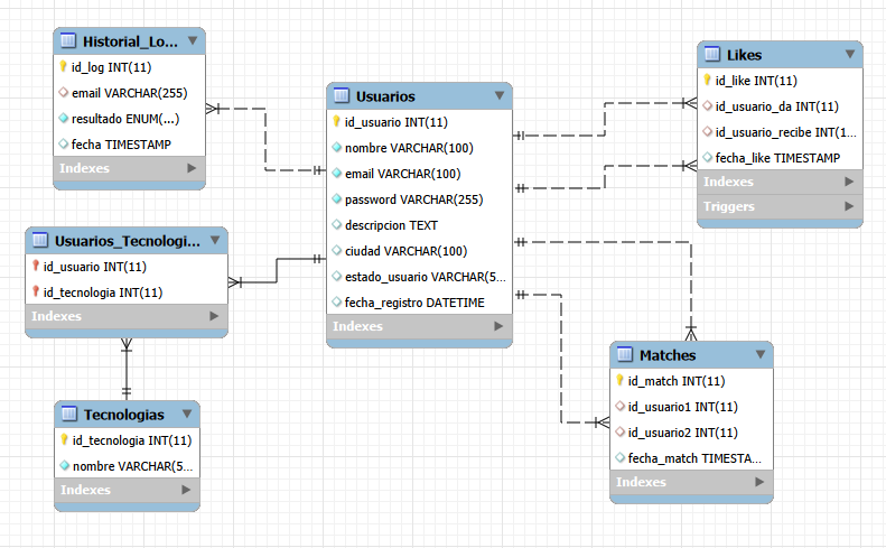 Historial_Lo...
id_log INT(11)
email VARCHAR(255)
resultado ENUM(...)
fecha TIMESTAMP
Indexes
Usuarios
id_usuario INT(11)
nombre VARCHAR(100)
email VARCHAR(100)
password VARCHAR(255)
descripcion TEXT
ciudad VARCHAR(100)
estado_usuario VARCHAR(5...
fecha_registro DATETIME
Indexes
Likes
id_like INT(11)
id_usuario_da INT(11)
id_usuario_recibe INT(1...
fecha_like TIMESTAMP
Indexes
Triggers
Usuarios_Tecnologi...
id_usuario INT(11)
id_tecnologia INT(11)
Indexes
Tecnologias
id_tecnologia INT(11)
nombre VARCHAR(5...
Indexes
Matches
id_match INT(11)
id_usuario1 INT(11)
id_usuario2 INT(11)
fecha_match TIMESTA...
Indexes